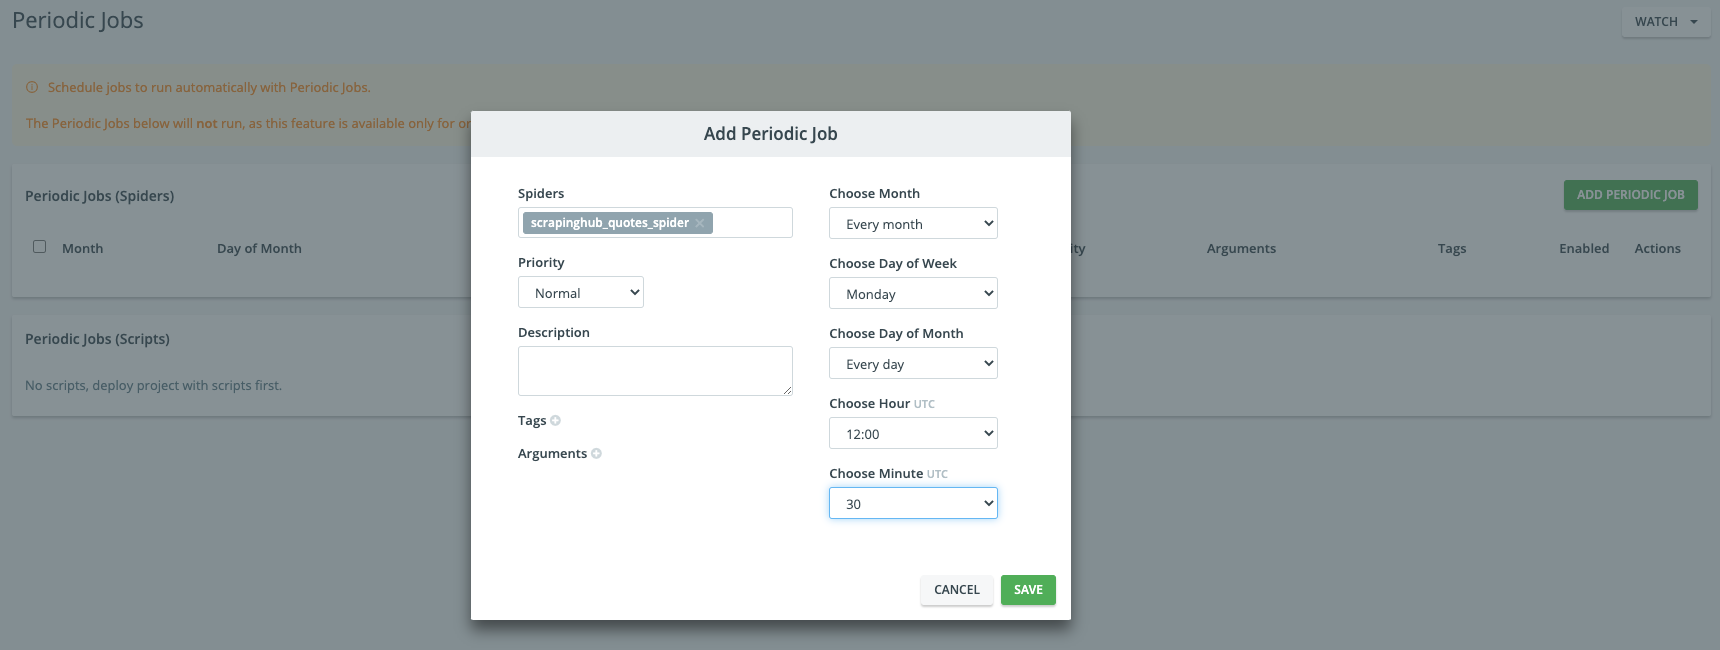 Periodic Jobs
WATCH
Schedule jobs to run automatically with Periodic Jobs.
The Periodic Jobs below will not run, as this feature is available only for
Periodic Jobs (Spiders)
ADD PERIODIC JOB
Month Day of Month Arguments Tags Enabled Actions
Periodic Jobs (Scripts)
No scripts, deploy project with scripts first.
Add Periodic Job
Spiders
scrapinghub_quotes_spider ×
Priority
Normal
Description
Tags
Arguments
Choose Month
Every month
Choose Day of Week
Monday
Choose Day of Month
Every day
Choose Hour UTC
12:00
Choose Minute UTC
30
CANCEL SAVE